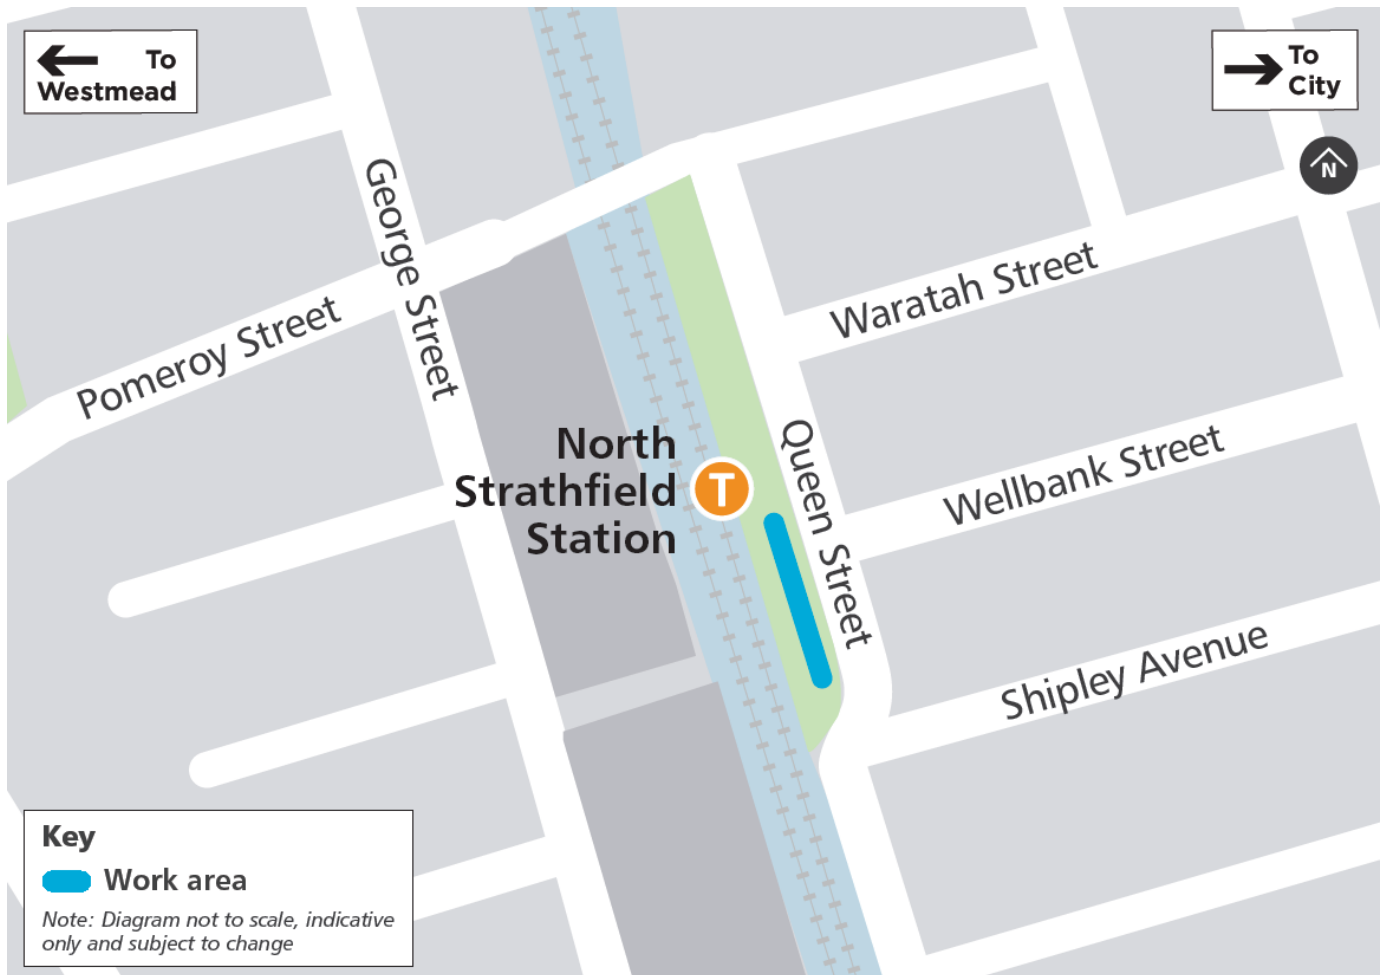 To
Westmead
To
City
N
George Street
Pomeroy Street
Waratah Street
Queen Street
North
Strathfield
Station
T
Wellbank Street
Shipley Avenue
Key
Work area
Note: Diagram not to scale, indicative
only and subject to change